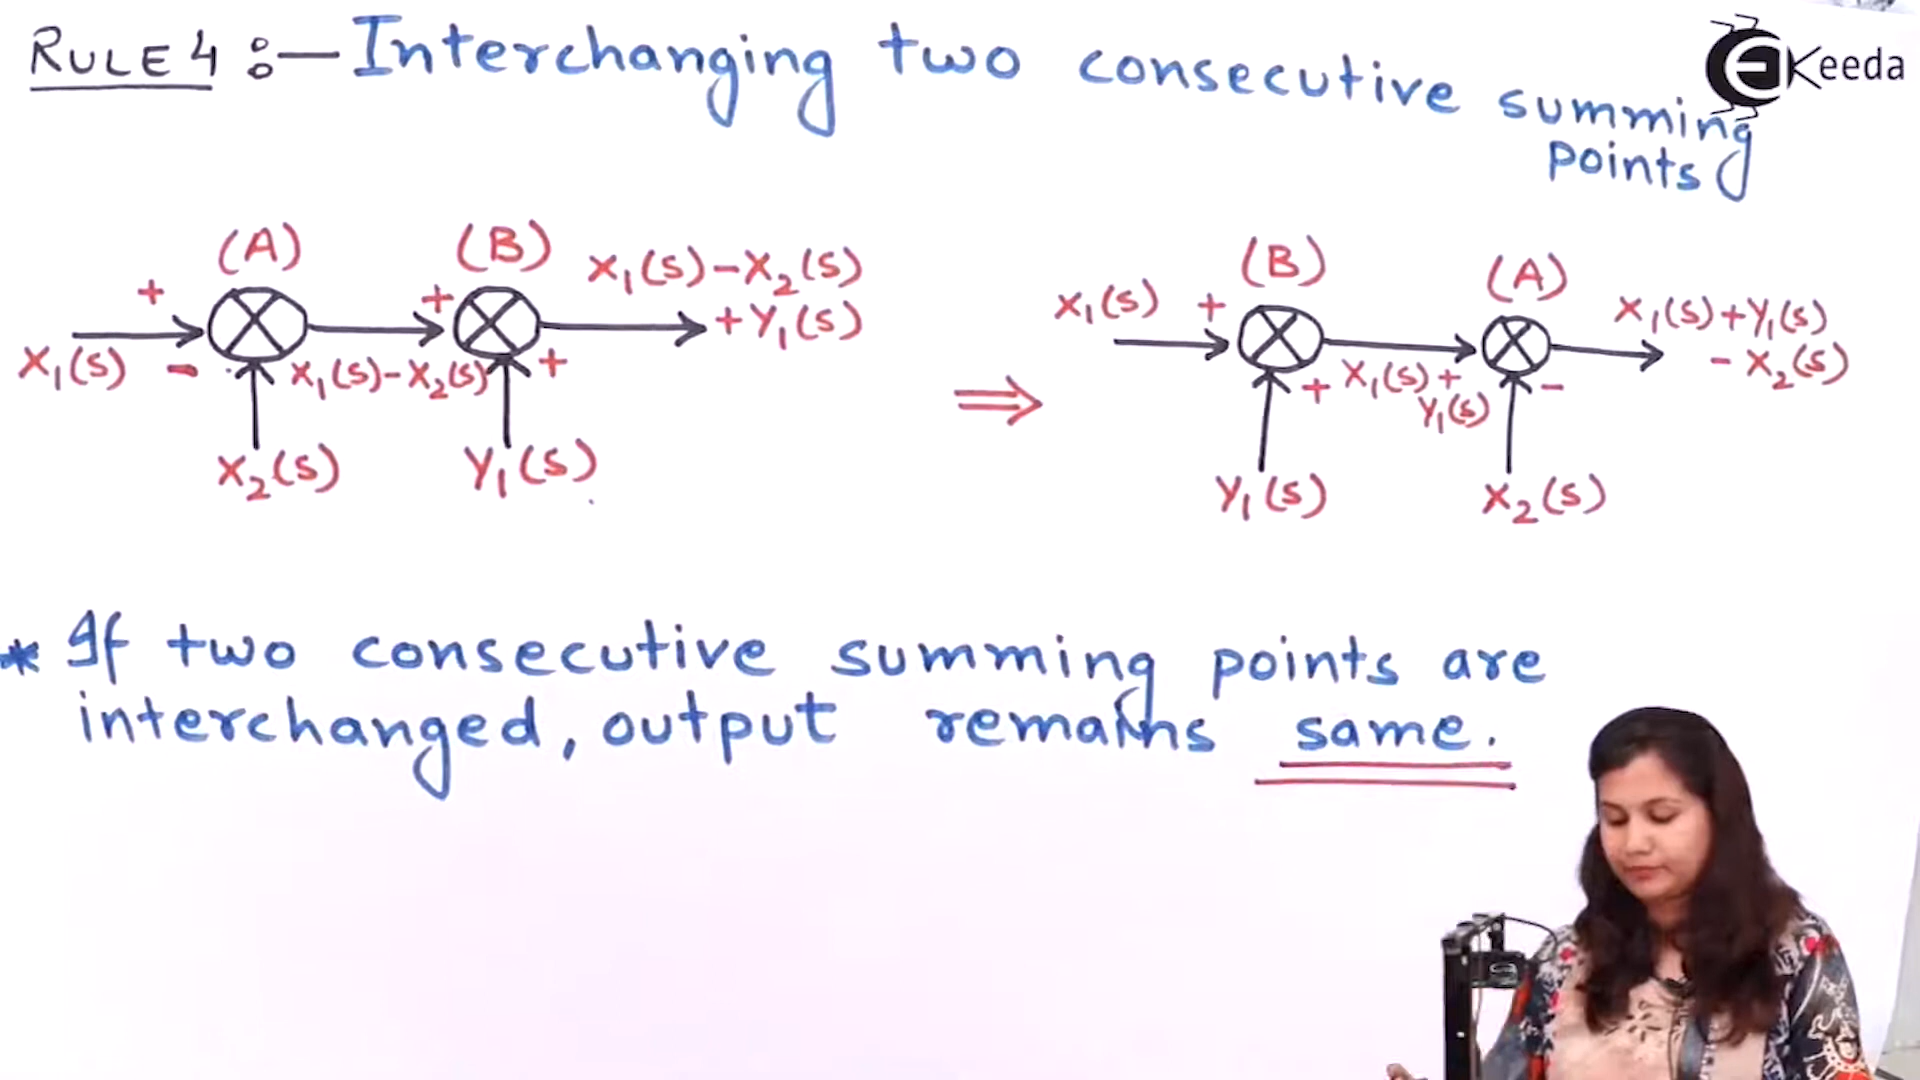 RULE 4 :— Interchanging two consecutive summing points
EKeeda
(A) (B) X₁(s)-X₂(s)
+ + +Y₁(s)
X₁(s) - X₁(s)-X₂(s) +
X₂(s) Y₁(s)
⇒
(B) (A)
X₁(s) + X₁(s)+Y₁(s)
+ X₁(s)+ - -X₂(s)
Y₁(s)
Y₁(s) X₂(s)
* If two consecutive summing points are
interchanged, output remains same.